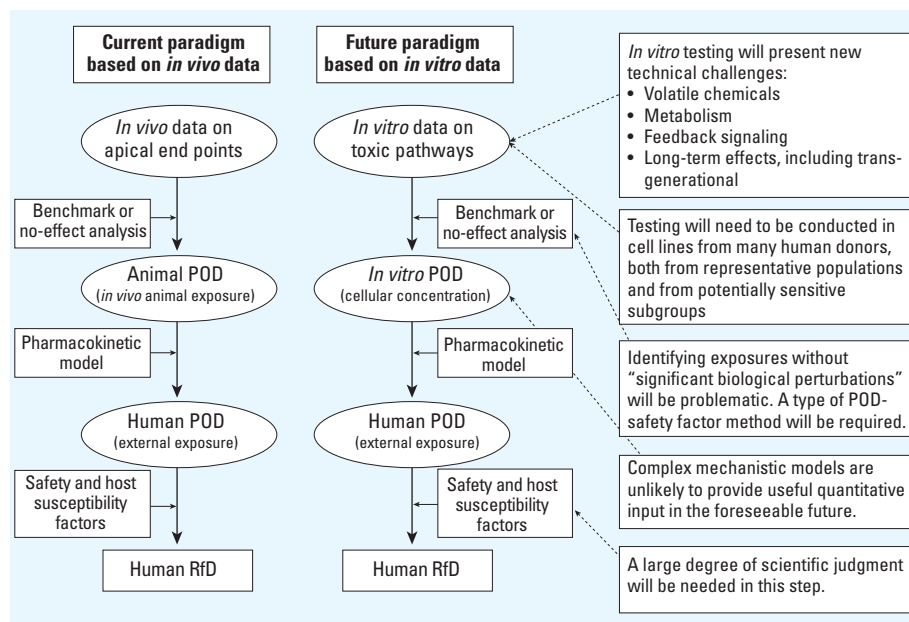 Current paradigm
based on in vivo data
In vivo data on
apical end points
Benchmark or
no-effect analysis
Animal POD
(in vivo animal exposure)
Pharmacokinetic
model
Human POD
(external exposure)
Safety and host
susceptibility
factors
Human RfD
Future paradigm
based on in vitro data
In vitro data on
toxic pathways
Benchmark or
no-effect analysis
In vitro POD
(cellular concentration)
Pharmacokinetic
model
Human POD
(external exposure)
Safety and host
susceptibility
factors
Human RfD
In vitro testing will present new
technical challenges:
• Volatile chemicals
• Metabolism
• Feedback signaling
• Long-term effects, including trans-
generational
Testing will need to be conducted in
cell lines from many human donors,
both from representative populations
and from potentially sensitive
subgroups
Identifying exposures without
“significant biological perturbations”
will be problematic. A type of POD-
safety factor method will be required.
Complex mechanistic models are
unlikely to provide useful quantitative
input in the foreseeable future.
A large degree of scientific judgment
will be needed in this step.